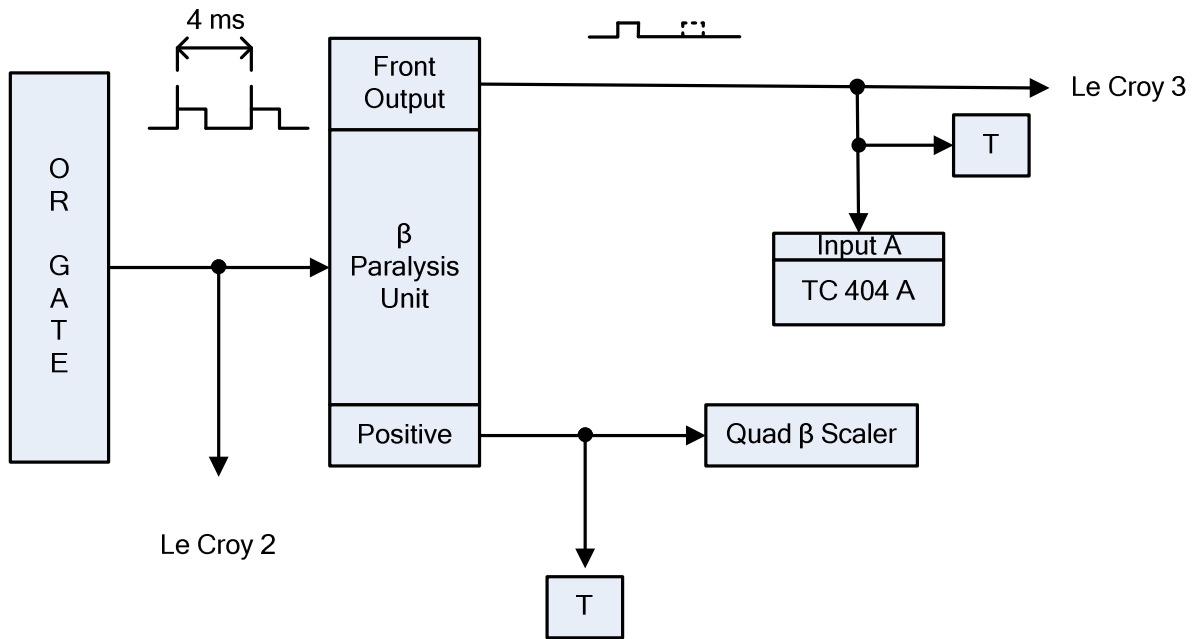 4 ms
O
R
G
A
T
E
Front
Output
β
Paralysis
Unit
Positive
Le Croy 3
T
Input A
TC 404 A
Quad β Scaler
Le Croy 2
T